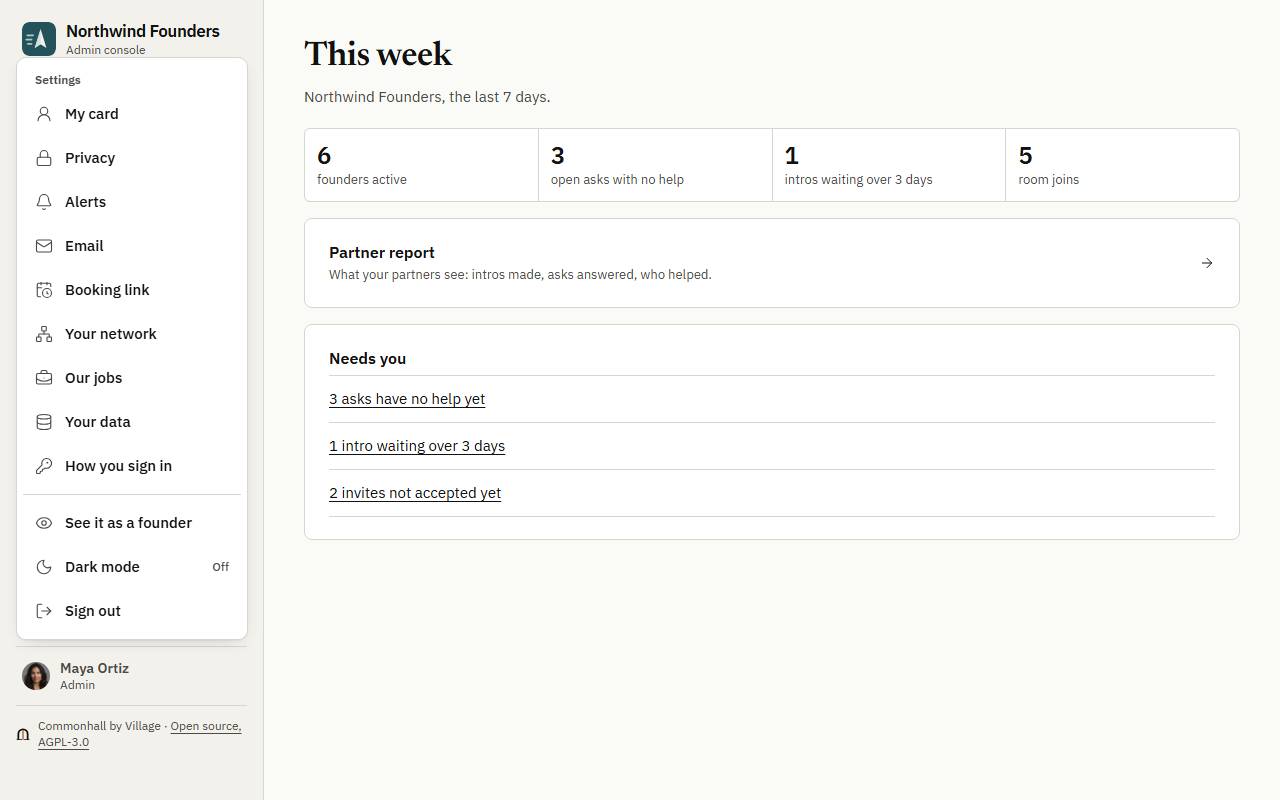 Northwind Founders
Admin console
Settings
My card
Privacy
Alerts
Email
Booking link
Your network
Our jobs
Your data
How you sign in
See it as a founder
Dark mode Off
Sign out
Maya Ortiz
Admin
Commonhall by Village · Open source,
AGPL-3.0
This week
Northwind Founders, the last 7 days.
6
founders active
3
open asks with no help
1
intros waiting over 3 days
5
room joins
Partner report
What your partners see: intros made, asks answered, who helped.
Needs you
3 asks have no help yet
1 intro waiting over 3 days
2 invites not accepted yet